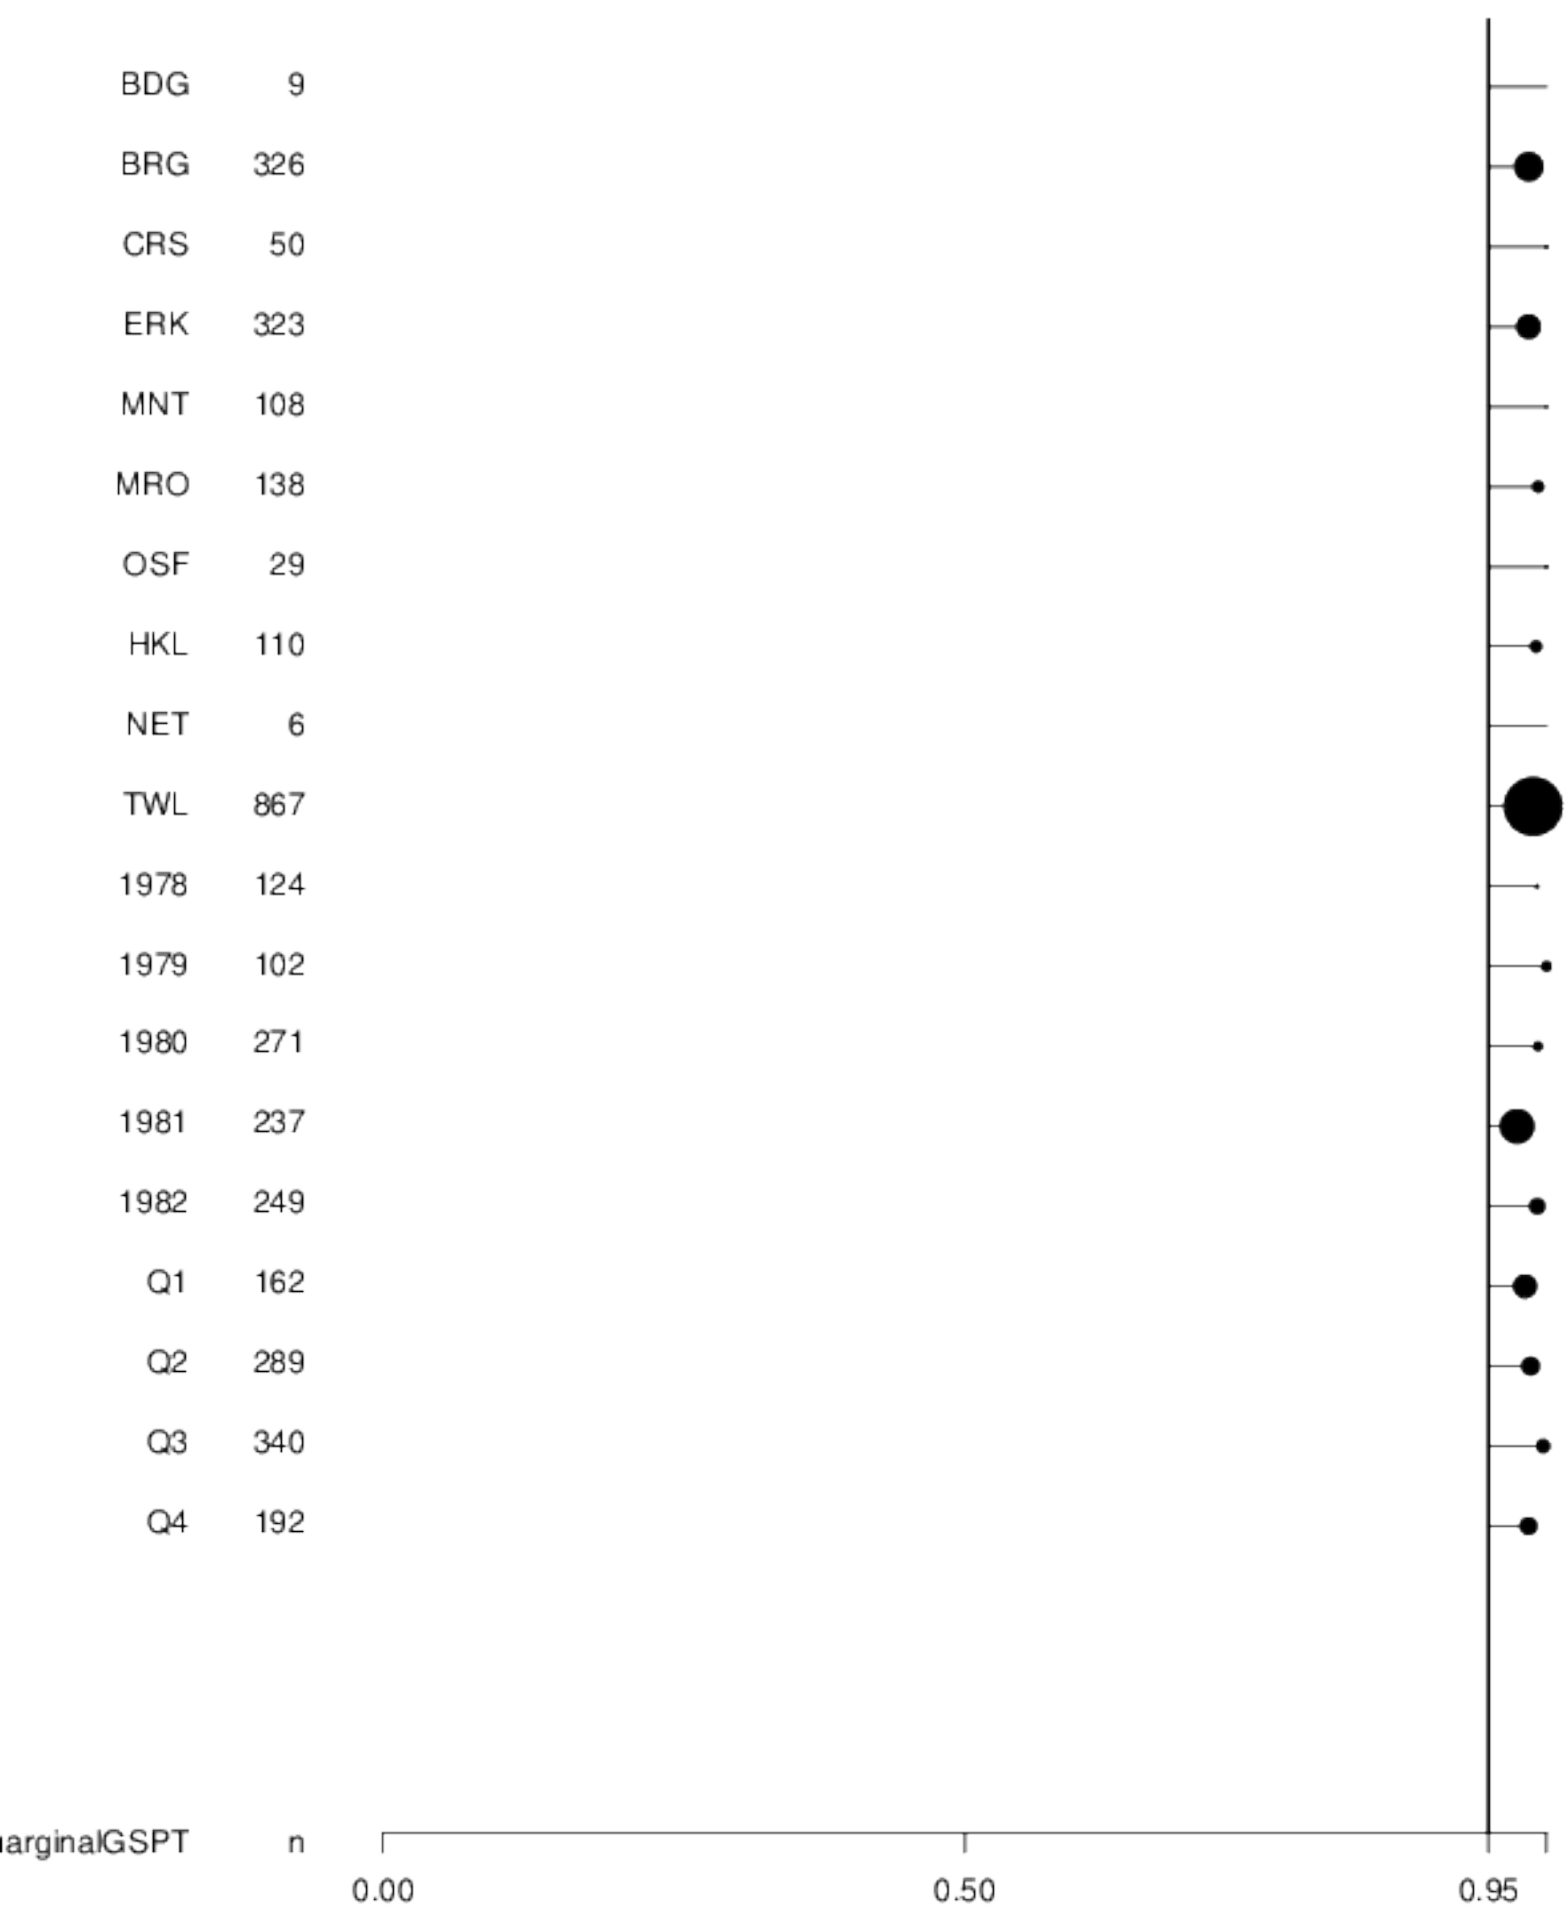 BDG 9
BRG 326
CRS 50
ERK 323
MNT 108
MRO 138
OSF 29
HKL 110
NET 6
TWL 867
1978 124
1979 102
1980 271
1981 237
1982 249
Q1 162
Q2 289
Q3 340
Q4 192
arginalGSPT n
0.00 0.50 0.95